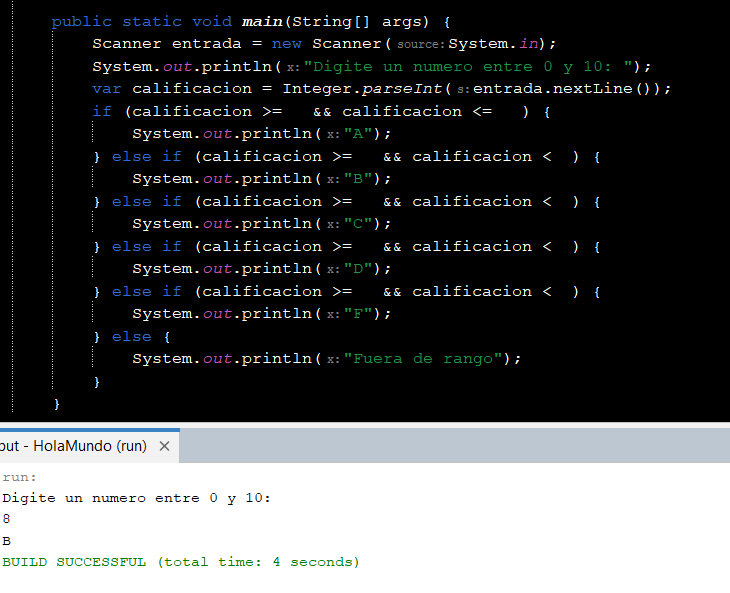 public static void main(String[] args) {
Scanner entrada = new Scanner( source: System.in);
System.out.println( x: "Digite un numero entre 0 y 10: ");
var calificacion = Integer.parseInt( s: entrada.nextLine());
if (calificacion >=   && calificacion <=   ) {
System.out.println( x: "A");
} else if (calificacion >=   && calificacion <  ) {
System.out.println( x: "B");
} else if (calificacion >=   && calificacion <  ) {
System.out.println( x: "C");
} else if (calificacion >=   && calificacion <  ) {
System.out.println( x: "D");
} else if (calificacion >=   && calificacion <  ) {
System.out.println( x: "F");
} else {
System.out.println( x: "Fuera de rango");
}
}
put - HolaMundo (run) ×
run:
Digite un numero entre 0 y 10:
8
B
BUILD SUCCESSFUL (total time: 4 seconds)